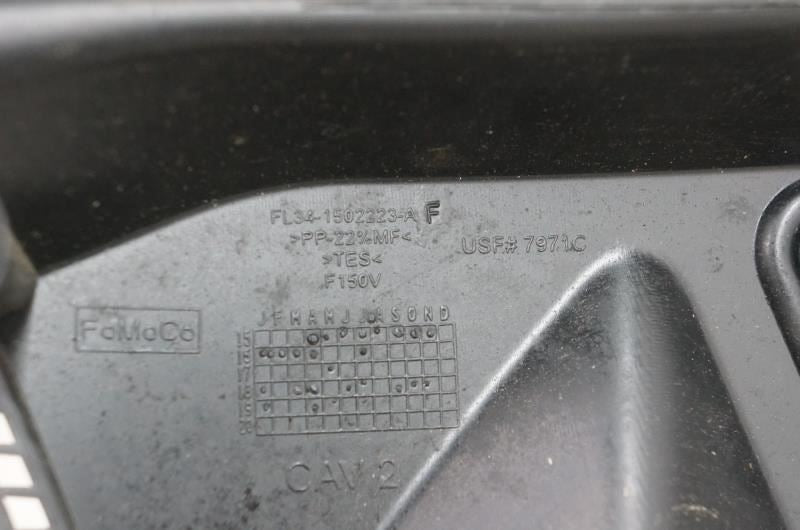 FL34-1502223-A F
>PP-22%MF<
>TES<
F150V
USF# 7971C
FoMoCo
J F M A M J J A S O N D
15
16
17
18
19
20
CAV 2